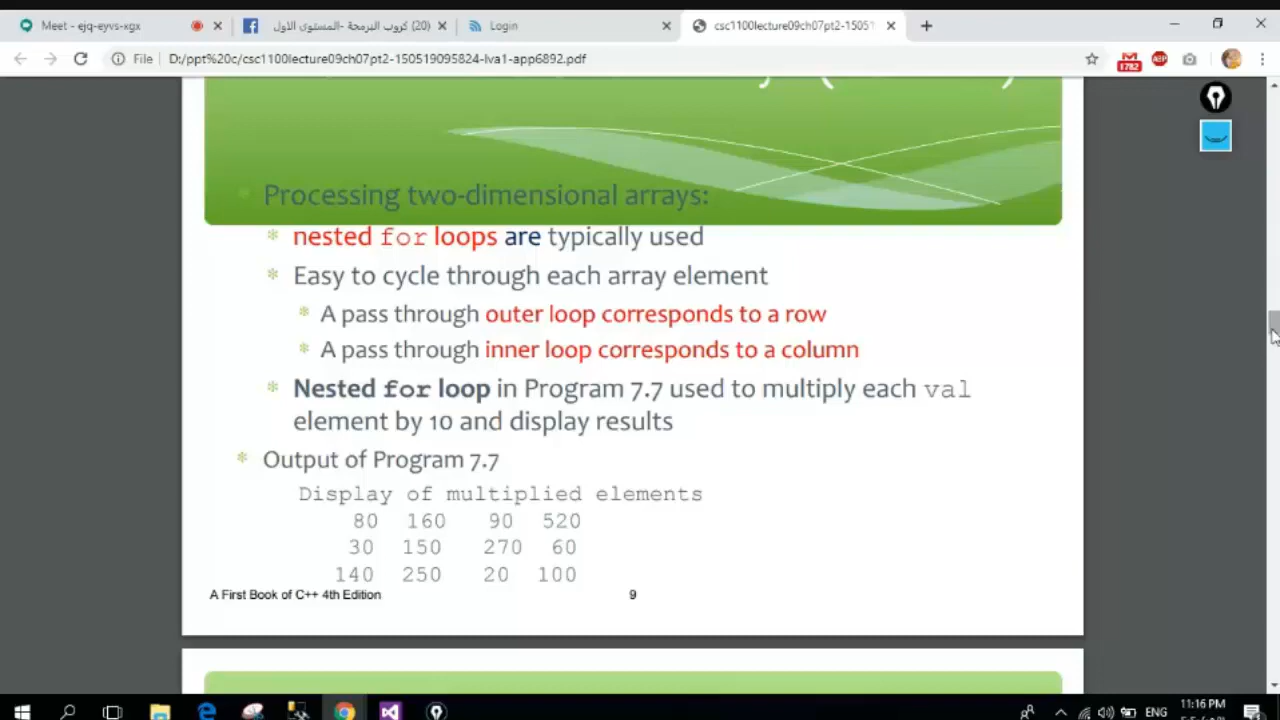 Meet - ejq-eyvs-xgx
(20) كروب البرمجة -المستوى الأول
Login
csc1100lecture09ch07pt2-15051
File
D:/ppt%20c/csc1100lecture09ch07pt2-150519095824-lva1-app6892.pdf
1782
ABP
Processing two-dimensional arrays:
nested for loops are typically used
Easy to cycle through each array element
A pass through outer loop corresponds to a row
A pass through inner loop corresponds to a column
Nested for loop in Program 7.7 used to multiply each val
element by 10 and display results
Output of Program 7.7
Display of multiplied elements
80 160 90 520
30 150 270 60
140 250 20 100
A First Book of C++ 4th Edition
9
ENG
11:16 PM